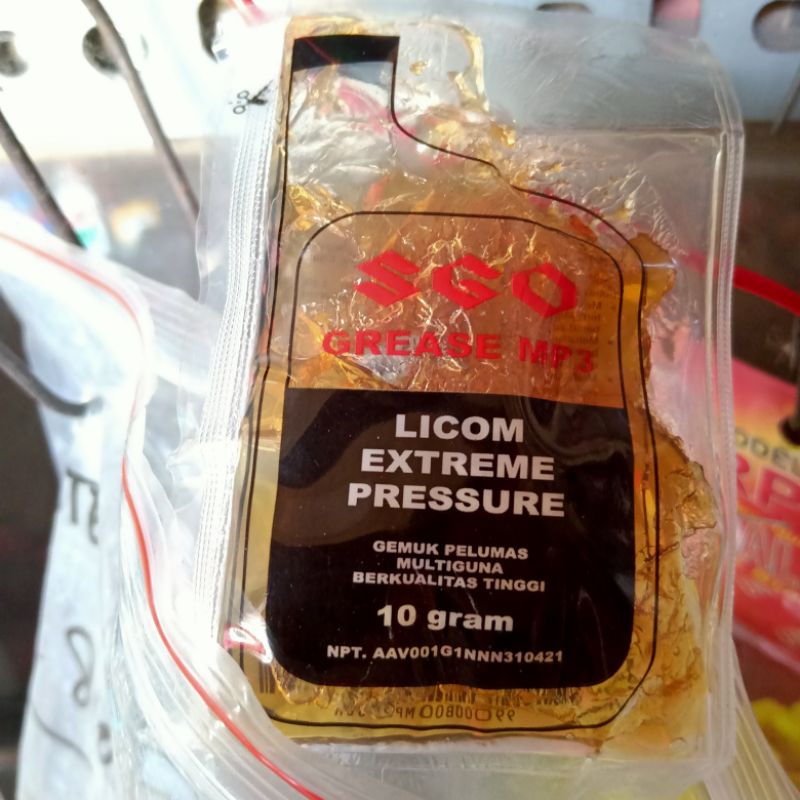 SGO
GREASE MP3
LICOM
EXTREME
PRESSURE
GEMUK PELUMAS
MULTIGUNA
BERKUALITAS TINGGI
10 gram
NPT. AAV001G1NNN310421